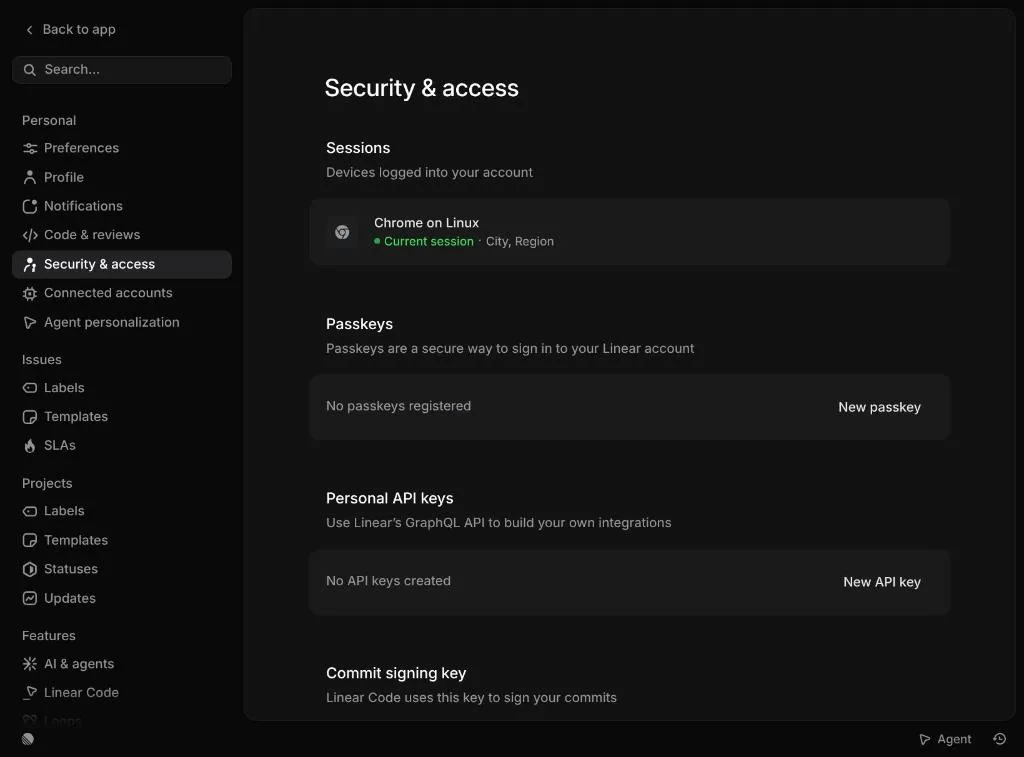 Back to app
Search...
Personal
Preferences
Profile
Notifications
Code & reviews
Security & access
Connected accounts
Agent personalization
Issues
Labels
Templates
SLAs
Projects
Labels
Templates
Statuses
Updates
Features
AI & agents
Linear Code
Loops
Security & access
Sessions
Devices logged into your account
Chrome on Linux
Current session · City, Region
Passkeys
Passkeys are a secure way to sign in to your Linear account
No passkeys registered
New passkey
Personal API keys
Use Linear’s GraphQL API to build your own integrations
No API keys created
New API key
Commit signing key
Linear Code uses this key to sign your commits
Agent